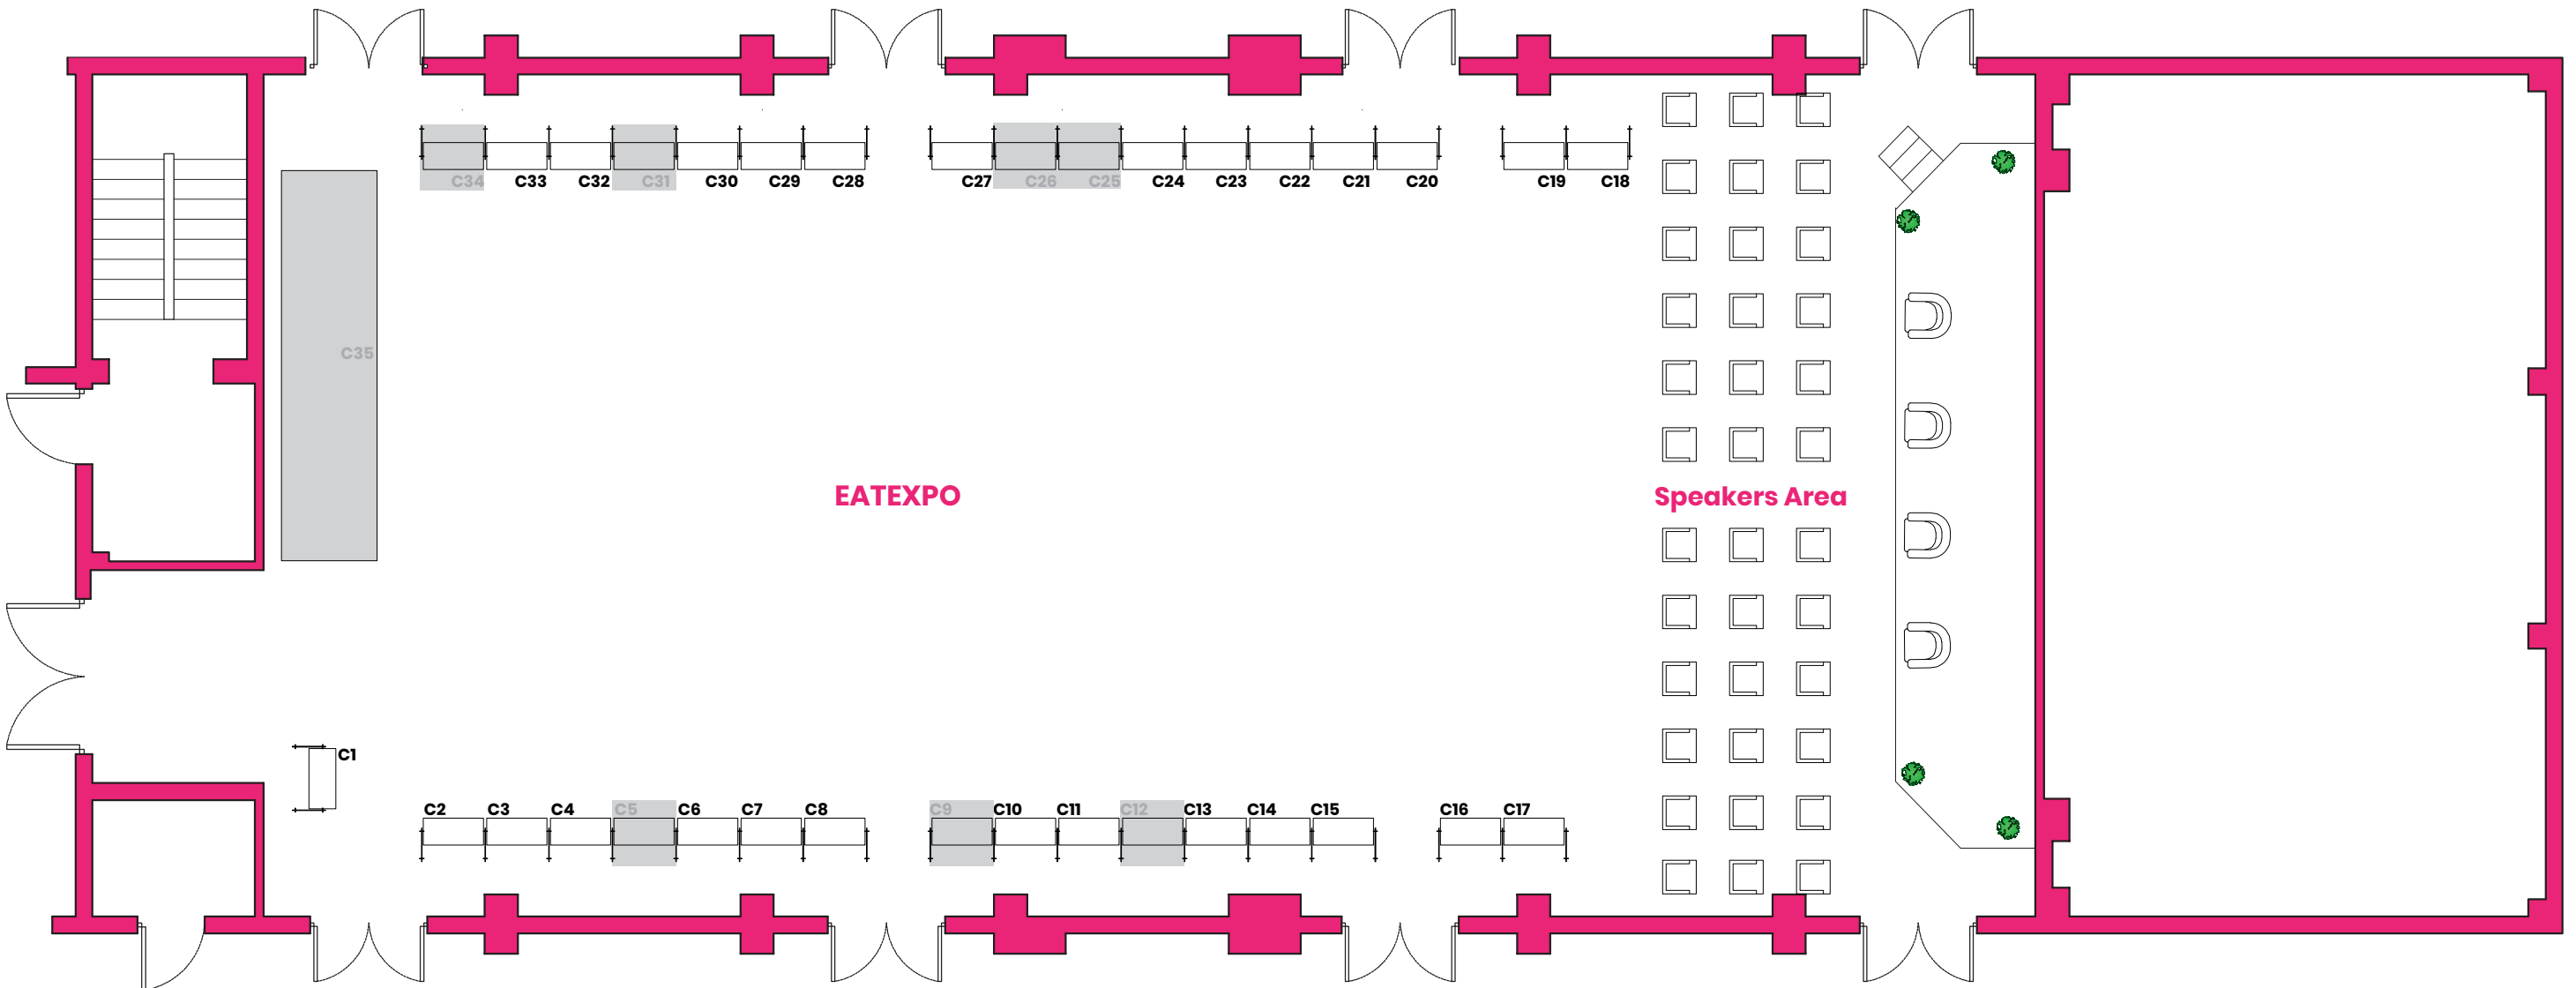 C34 C33 C32 C31 C30 C29 C28 C27 C26 C25 C24 C23 C22 C21 C20 C19 C18
C35
EATEXPO
Speakers Area
C1
C2 C3 C4 C5 C6 C7 C8 C9 C10 C11 C12 C13 C14 C15 C16 C17